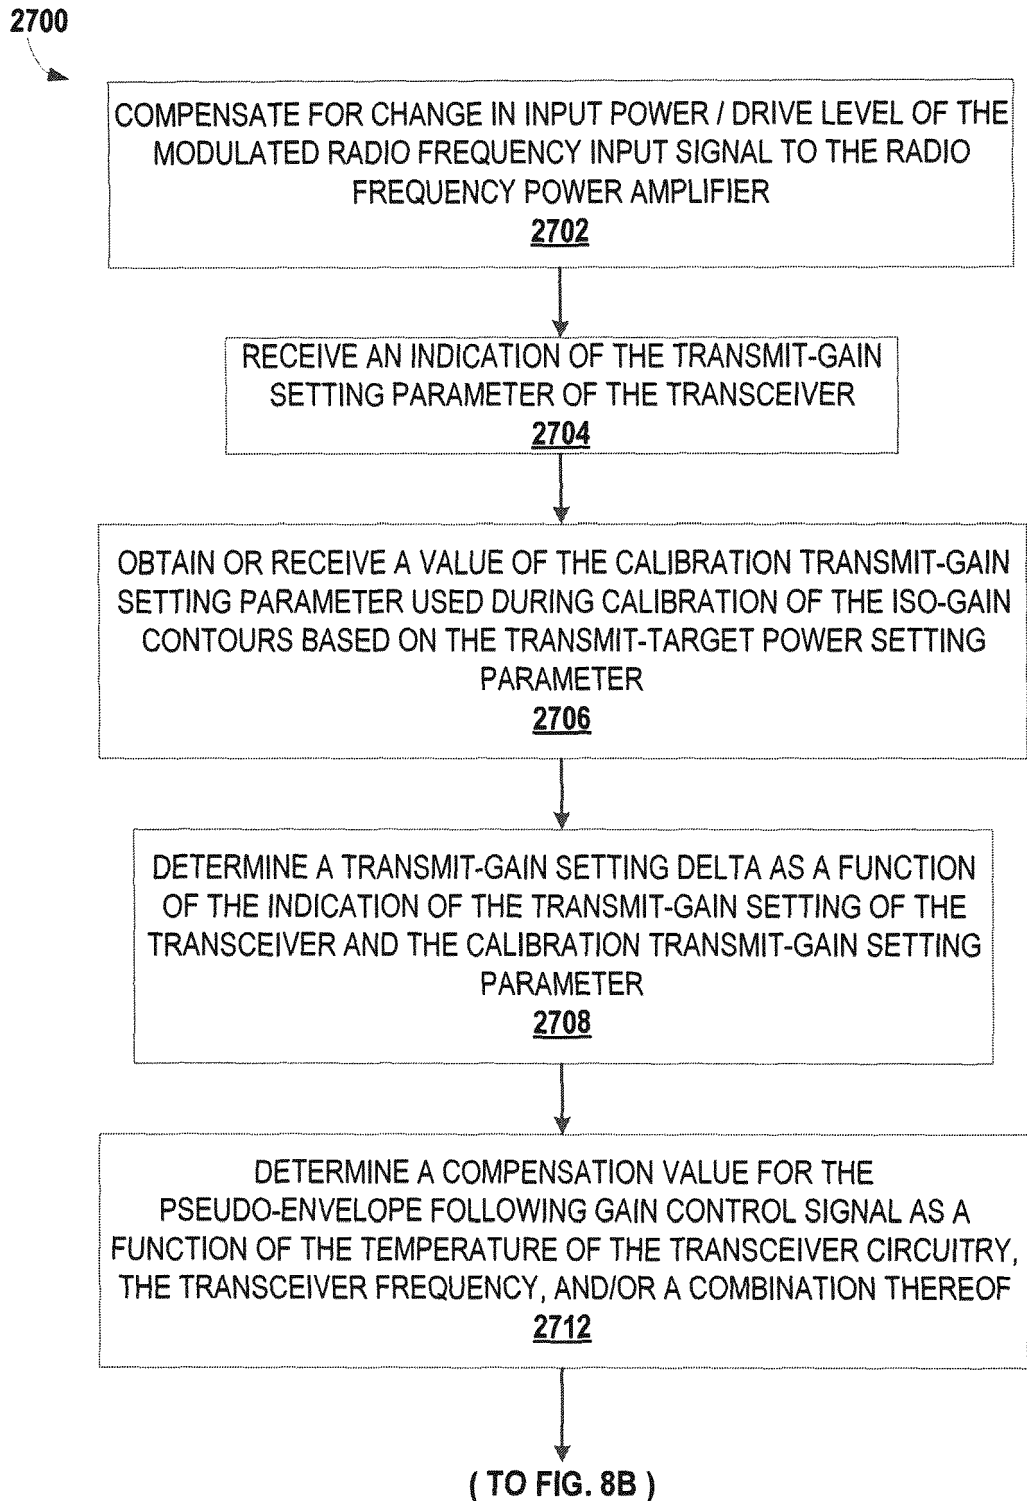 2700
COMPENSATE FOR CHANGE IN INPUT POWER / DRIVE LEVEL OF THE
MODULATED RADIO FREQUENCY INPUT SIGNAL TO THE RADIO
FREQUENCY POWER AMPLIFIER
2702
RECEIVE AN INDICATION OF THE TRANSMIT-GAIN
SETTING PARAMETER OF THE TRANSCEIVER
2704
OBTAIN OR RECEIVE A VALUE OF THE CALIBRATION TRANSMIT-GAIN
SETTING PARAMETER USED DURING CALIBRATION OF THE ISO-GAIN
CONTOURS BASED ON THE TRANSMIT-TARGET POWER SETTING
PARAMETER
2706
DETERMINE A TRANSMIT-GAIN SETTING DELTA AS A FUNCTION
OF THE INDICATION OF THE TRANSMIT-GAIN SETTING OF THE
TRANSCEIVER AND THE CALIBRATION TRANSMIT-GAIN SETTING
PARAMETER
2708
DETERMINE A COMPENSATION VALUE FOR THE
PSEUDO-ENVELOPE FOLLOWING GAIN CONTROL SIGNAL AS A
FUNCTION OF THE TEMPERATURE OF THE TRANSCEIVER CIRCUITRY,
THE TRANSCEIVER FREQUENCY, AND/OR A COMBINATION THEREOF
2712
( TO FIG. 8B )